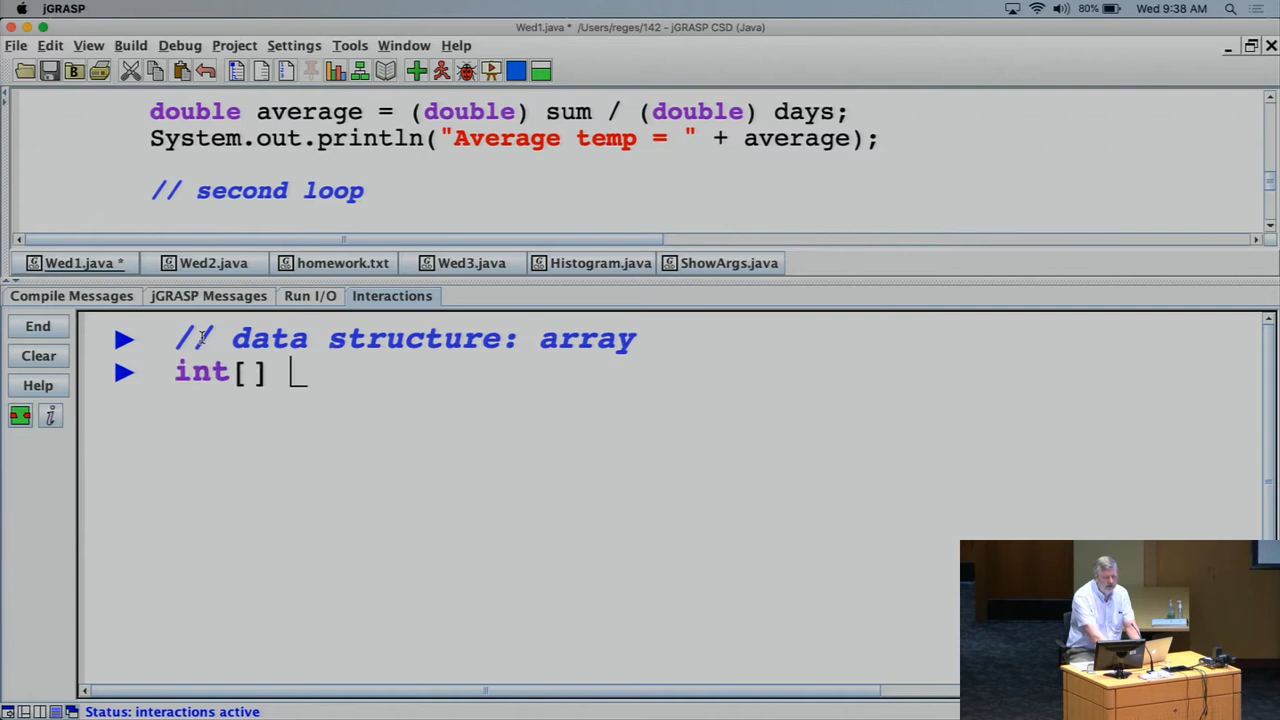 jGRASP 80% Wed 9:38 AM
Wed1.java * /Users/reges/142 - jGRASP CSD (Java)
File Edit View Build Debug Project Settings Tools Window Help
double average = (double) sum / (double) days;
System.out.println("Average temp = " + average);
// second loop
Wed1.java * Wed2.java homework.txt Wed3.java Histogram.java ShowArgs.java
Compile Messages jGRASP Messages Run I/O Interactions
End
Clear
Help
// data structure: array
int[] _
Status: interactions active